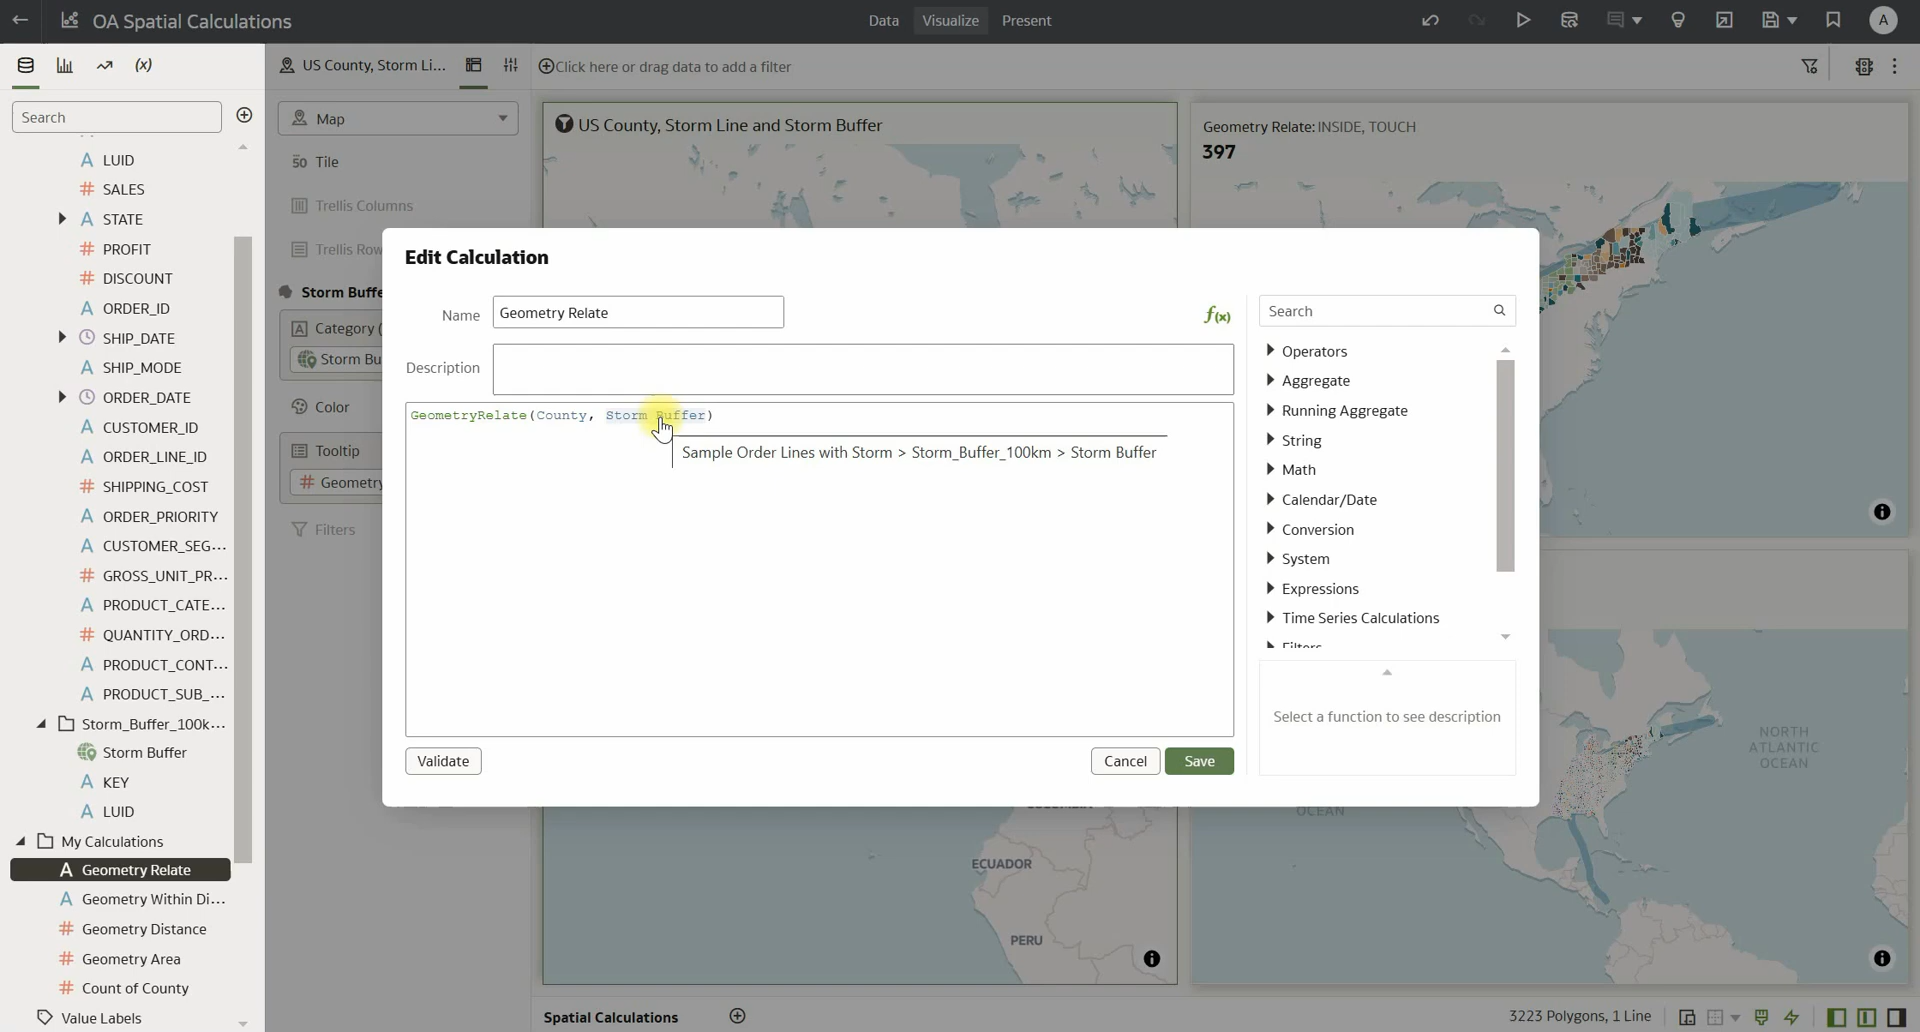 OA Spatial Calculations
Data
Visualize
Present
A
(x)
US County, Storm Li...
Click here or drag data to add a filter
Search
Map
US County, Storm Line and Storm Buffer
Geometry Relate: INSIDE, TOUCH
397
Tile
Trellis Columns
Trellis Row
Storm Buffe
Category (
Storm Bu
Color
Tooltip
# Geometry
Filters
A LUID
# SALES
A STATE
# PROFIT
# DISCOUNT
A ORDER_ID
SHIP_DATE
A SHIP_MODE
ORDER_DATE
A CUSTOMER_ID
A ORDER_LINE_ID
# SHIPPING_COST
A ORDER_PRIORITY
A CUSTOMER_SEG...
# GROSS_UNIT_PR...
A PRODUCT_CATE...
# QUANTITY_ORD...
A PRODUCT_CONT...
A PRODUCT_SUB_...
Storm_Buffer_100k...
Storm Buffer
A KEY
A LUID
My Calculations
A Geometry Relate
A Geometry Within Di...
# Geometry Distance
# Geometry Area
# Count of County
Value Labels
Edit Calculation
Name
Geometry Relate
f(x)
Description
GeometryRelate(County, Storm Buffer)
Sample Order Lines with Storm > Storm_Buffer_100km > Storm Buffer
Validate
Cancel
Save
Search
Operators
Aggregate
Running Aggregate
String
Math
Calendar/Date
Conversion
System
Expressions
Time Series Calculations
Filters
Select a function to see description
NORTH
ATLANTIC
OCEAN
OCEAN
COLOMBIA
ECUADOR
PERU
Spatial Calculations
3223 Polygons, 1 Line